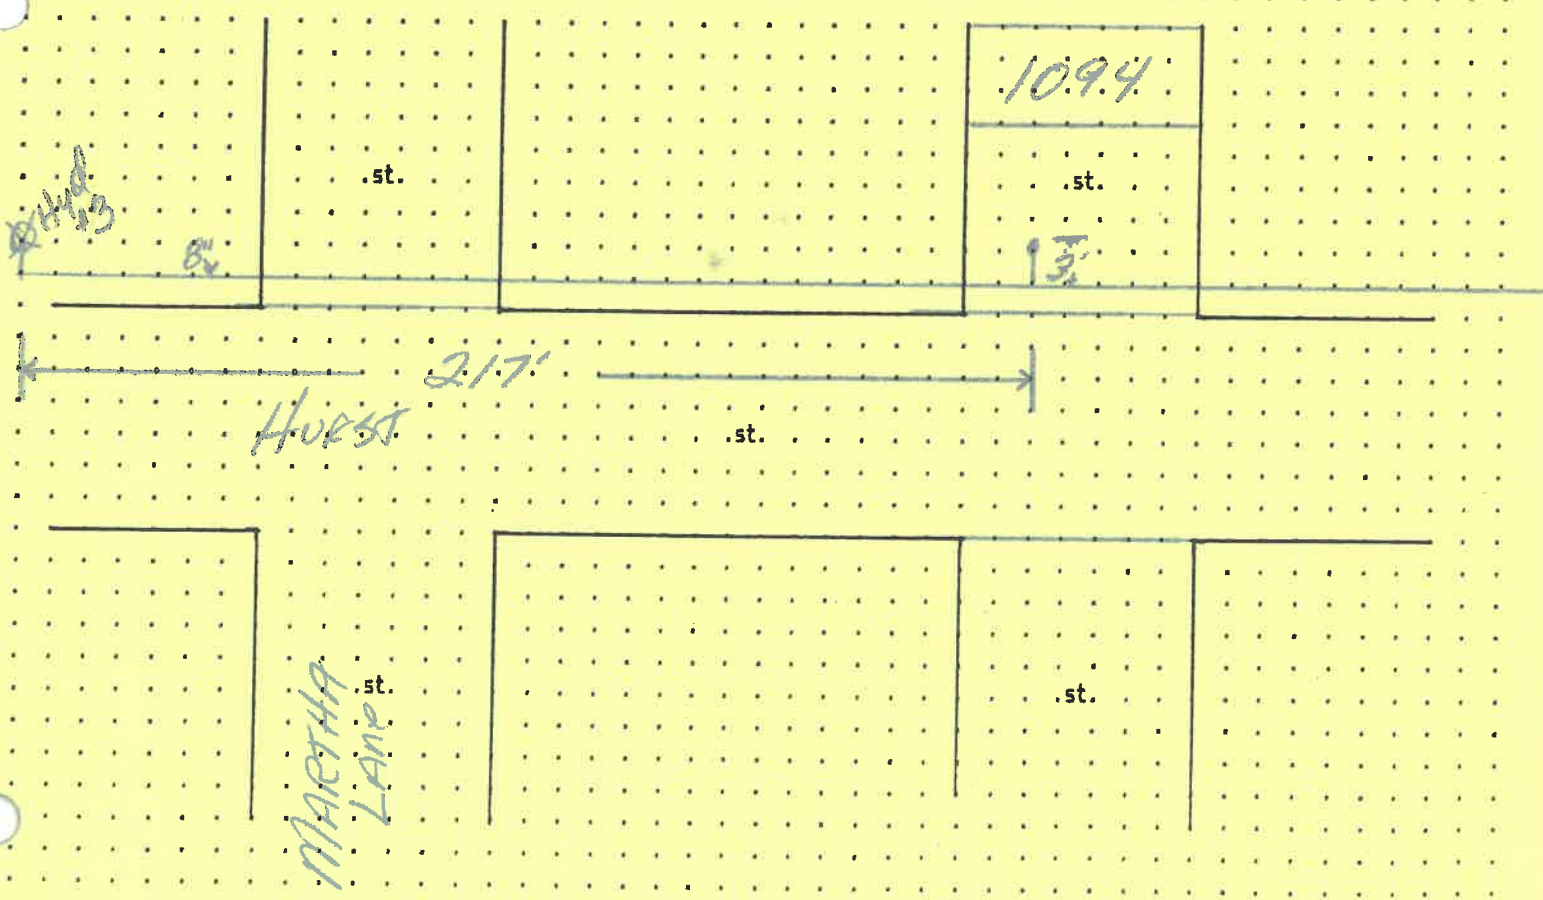 1094
.st.
.st.
Hyd
#3
8"
3'
217'
HURST
.st.
MARTHA
LANE
.st.
.st.